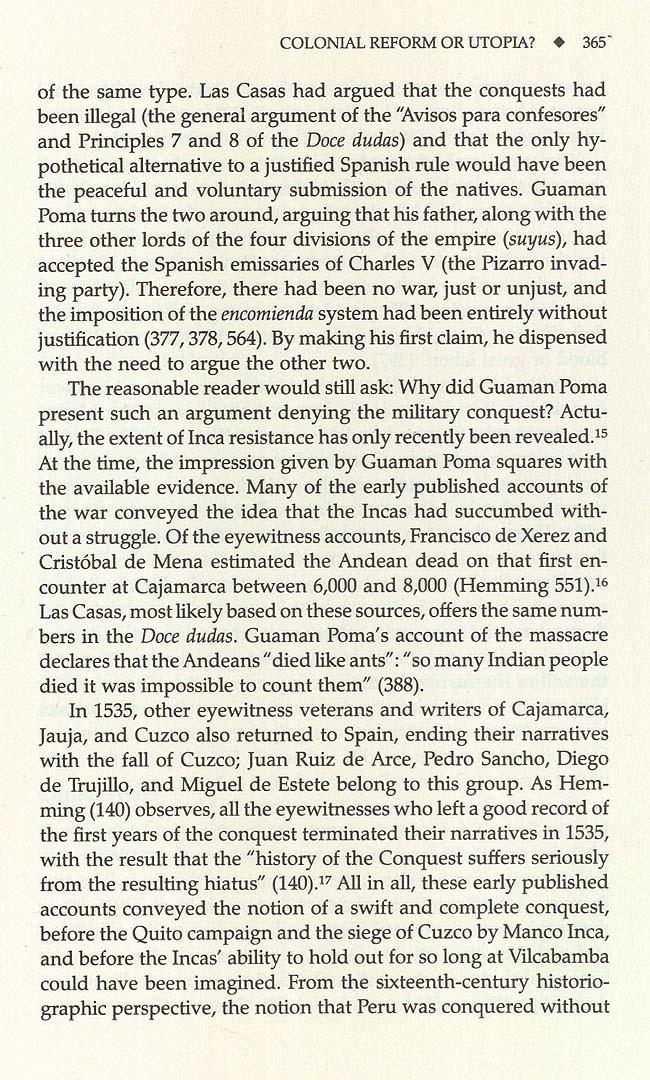 COLONIAL REFORM OR UTOPIA? ◆ 365
of the same type. Las Casas had argued that the conquests had
been illegal (the general argument of the "Avisos para confesores"
and Principles 7 and 8 of the Doce dudas) and that the only hy-
pothetical alternative to a justified Spanish rule would have been
the peaceful and voluntary submission of the natives. Guaman
Poma turns the two around, arguing that his father, along with the
three other lords of the four divisions of the empire (suyus), had
accepted the Spanish emissaries of Charles V (the Pizarro invad-
ing party). Therefore, there had been no war, just or unjust, and
the imposition of the encomienda system had been entirely without
justification (377, 378, 564). By making his first claim, he dispensed
with the need to argue the other two.
The reasonable reader would still ask: Why did Guaman Poma
present such an argument denying the military conquest? Actu-
ally, the extent of Inca resistance has only recently been revealed.¹⁵
At the time, the impression given by Guaman Poma squares with
the available evidence. Many of the early published accounts of
the war conveyed the idea that the Incas had succumbed with-
out a struggle. Of the eyewitness accounts, Francisco de Xerez and
Cristóbal de Mena estimated the Andean dead on that first en-
counter at Cajamarca between 6,000 and 8,000 (Hemming 551).¹⁶
Las Casas, most likely based on these sources, offers the same num-
bers in the Doce dudas. Guaman Poma's account of the massacre
declares that the Andeans "died like ants": "so many Indian people
died it was impossible to count them" (388).
In 1535, other eyewitness veterans and writers of Cajamarca,
Jauja, and Cuzco also returned to Spain, ending their narratives
with the fall of Cuzco; Juan Ruiz de Arce, Pedro Sancho, Diego
de Trujillo, and Miguel de Estete belong to this group. As Hem-
ming (140) observes, all the eyewitnesses who left a good record of
the first years of the conquest terminated their narratives in 1535,
with the result that the "history of the Conquest suffers seriously
from the resulting hiatus" (140).¹⁷ All in all, these early published
accounts conveyed the notion of a swift and complete conquest,
before the Quito campaign and the siege of Cuzco by Manco Inca,
and before the Incas' ability to hold out for so long at Vilcabamba
could have been imagined. From the sixteenth-century historio-
graphic perspective, the notion that Peru was conquered without